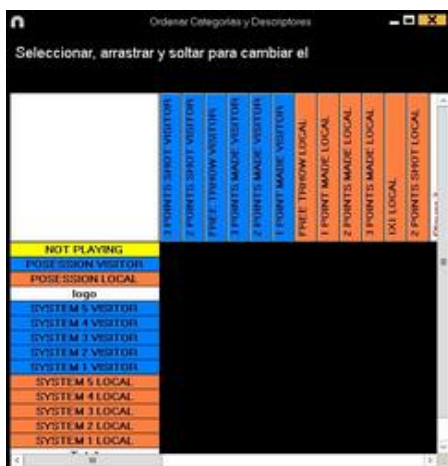 Ordenar Categorias y Descriptores
Seleccionar, arrastrar y soltar para cambiar el
3 POINTS SHOT VISITOR
2 POINTS SHOT VISITOR
FREE TRHOW VISITOR
3 POINTS MADE VISITOR
2 POINTS MADE VISITOR
1 POINT MADE VISITOR
FREE TRHOW LOCAL
1 POINT MADE LOCAL
2 POINTS MADE LOCAL
3 POINTS MADE LOCAL
1X1 LOCAL
2 POINTS SHOT LOCAL
NOT PLAYING
POSESSION VISITOR
POSESSION LOCAL
logo
SYSTEM 5 VISITOR
SYSTEM 4 VISITOR
SYSTEM 3 VISITOR
SYSTEM 2 VISITOR
SYSTEM 1 VISITOR
SYSTEM 5 LOCAL
SYSTEM 4 LOCAL
SYSTEM 3 LOCAL
SYSTEM 2 LOCAL
SYSTEM 1 LOCAL